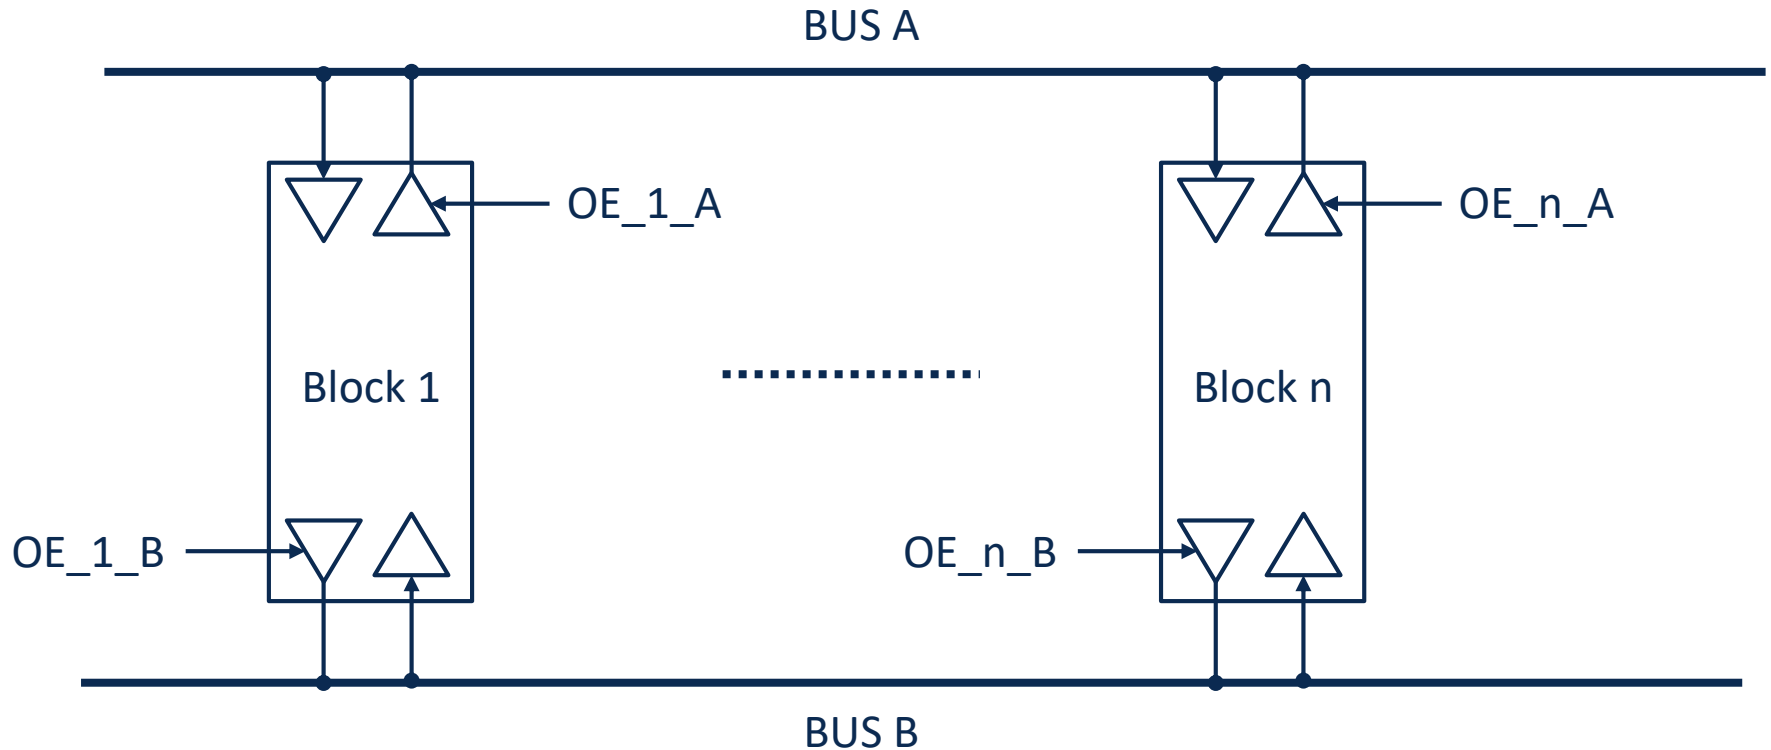 BUS A
OE_1_A
OE_n_A
Block 1
Block n
OE_1_B
OE_n_B
BUS B